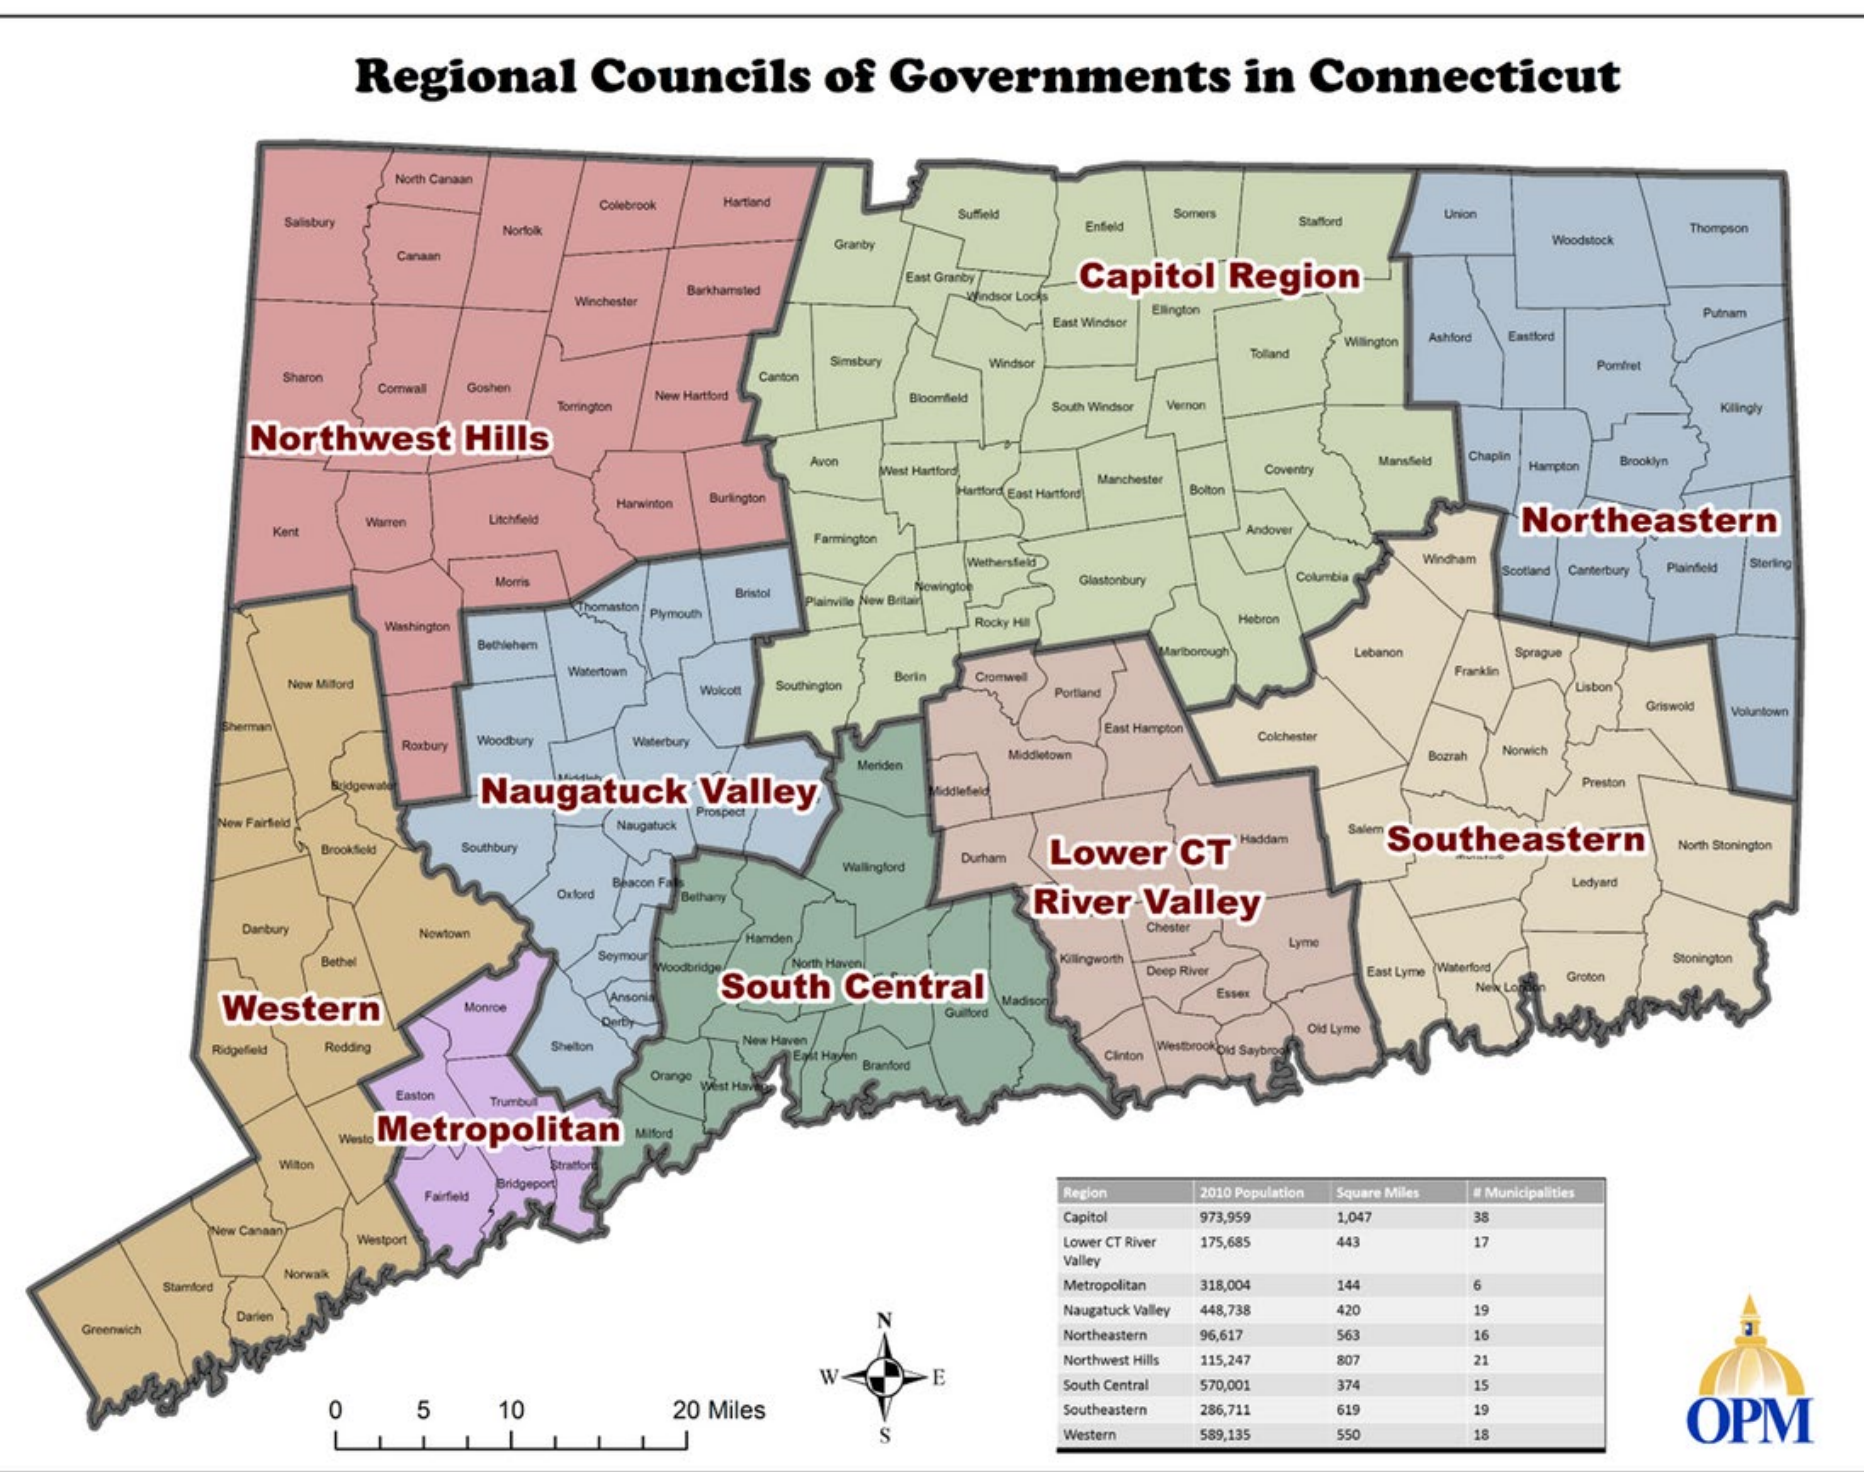 Regional Councils of Governments in Connecticut
Salisbury
North Canaan
Canaan
Norfolk
Colebrook
Hartland
Winchester
Barkhamsted
Sharon
Cornwall
Goshen
Torrington
New Hartford
Northwest Hills
Kent
Warren
Litchfield
Harwinton
Burlington
Morris
Washington
Roxbury
Granby
Suffield
Enfield
Somers
Stafford
East Granby
Windsor Locks
Capitol Region
East Windsor
Ellington
Canton
Simsbury
Bloomfield
Windsor
South Windsor
Vernon
Tolland
Willington
Avon
West Hartford
Hartford
East Hartford
Manchester
Bolton
Coventry
Mansfield
Farmington
Wethersfield
Newington
Glastonbury
Andover
Columbia
Plainville
New Britain
Rocky Hill
Hebron
Marlborough
Southington
Berlin
Union
Woodstock
Thompson
Ashford
Eastford
Pomfret
Putnam
Killingly
Chaplin
Hampton
Brooklyn
Northeastern
Scotland
Canterbury
Plainfield
Sterling
Voluntown
Bristol
Plymouth
Thomaston
Bethlehem
Watertown
Wolcott
Woodbury
Waterbury
Naugatuck Valley
Prospect
Naugatuck
Southbury
Oxford
Beacon Falls
Seymour
Ansonia
Derby
Shelton
New Milford
Sherman
Bridgewater
New Fairfield
Brookfield
Danbury
Bethel
Newtown
Western
Ridgefield
Redding
Wilton
New Canaan
Norwalk
Westport
Stamford
Darien
Greenwich
Monroe
Easton
Trumbull
Metropolitan
Stratford
Bridgeport
Fairfield
Meriden
Wallingford
Bethany
Hamden
Woodbridge
North Haven
South Central
Madison
Guilford
New Haven
East Haven
Branford
Orange
West Haven
Milford
Cromwell
Portland
East Hampton
Middletown
Middlefield
Durham
Haddam
Lower CT
River Valley
Chester
Killingworth
Deep River
Lyme
Essex
Clinton
Westbrook
Old Saybrook
Old Lyme
Windham
Lebanon
Franklin
Sprague
Lisbon
Griswold
Colchester
Bozrah
Norwich
Preston
Salem
Southeastern
North Stonington
Ledyard
East Lyme
Waterford
New London
Groton
Stonington
Region 2010 Population Square Miles # Municipalities
Capitol 973,959 1,047 38
Lower CT River 175,685 443 17
Valley
Metropolitan 318,004 144 6
Naugatuck Valley 448,738 420 19
Northeastern 96,617 563 16
Northwest Hills 115,247 807 21
South Central 570,001 374 15
Southeastern 286,711 619 19
Western 589,135 550 18
N
W E
S
0 5 10 20 Miles
OPM